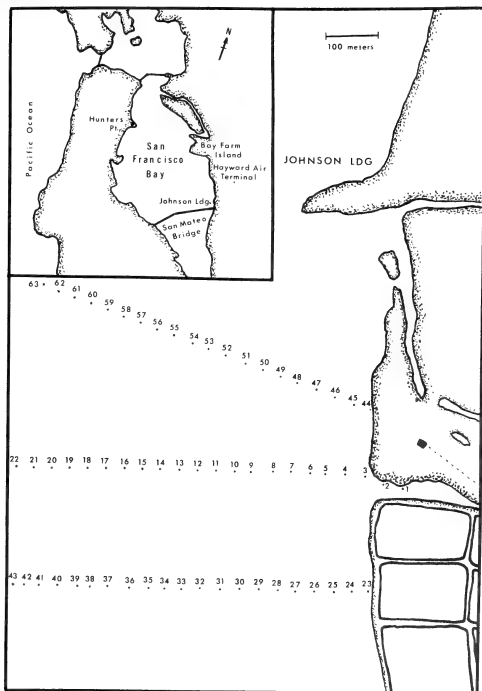 N
100 meters
Pacific Ocean
Hunters
Pt.
San
Francisco
Bay
Bay Farm
Island
Hayward Air
Terminal
Johnson Ldg
San Mateo
Bridge
JOHNSON LDG
63 62 61 60 59 58 57 56 55 54 53 52 51 50 49 48 47 46 45 44
22 21 20 19 18 17 16 15 14 13 12 11 10 9 8 7 6 5 4 3 2 1
43 42 41 40 39 38 37 36 35 34 33 32 31 30 29 28 27 26 25 24 23